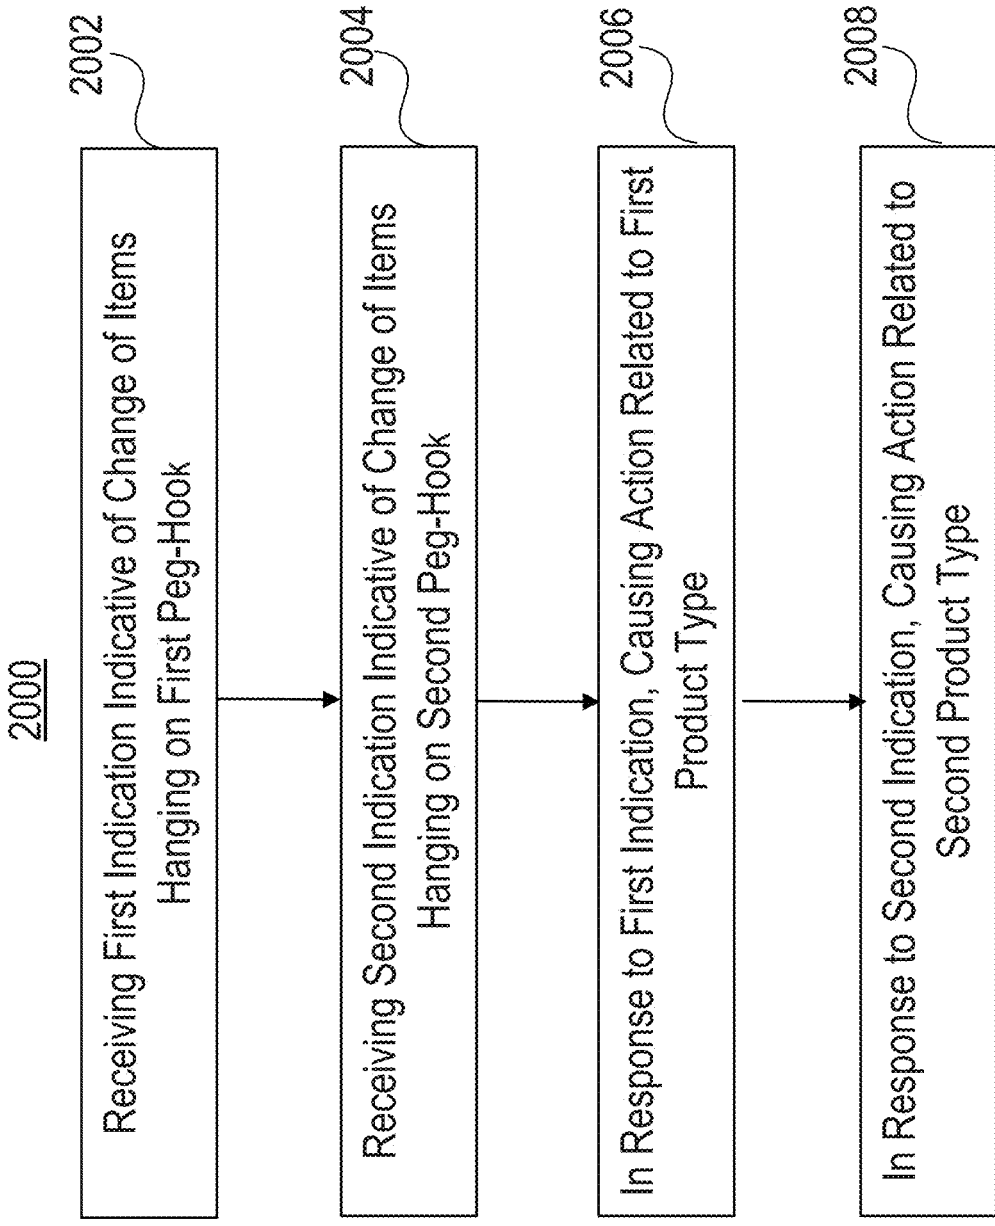 2000
Receiving First Indication Indicative of Change of Items
Hanging on First Peg-Hook
2002
Receiving Second Indication Indicative of Change of Items
Hanging on Second Peg-Hook
2004
In Response to First Indication, Causing Action Related to First
Product Type
2006
In Response to Second Indication, Causing Action Related to
Second Product Type
2008